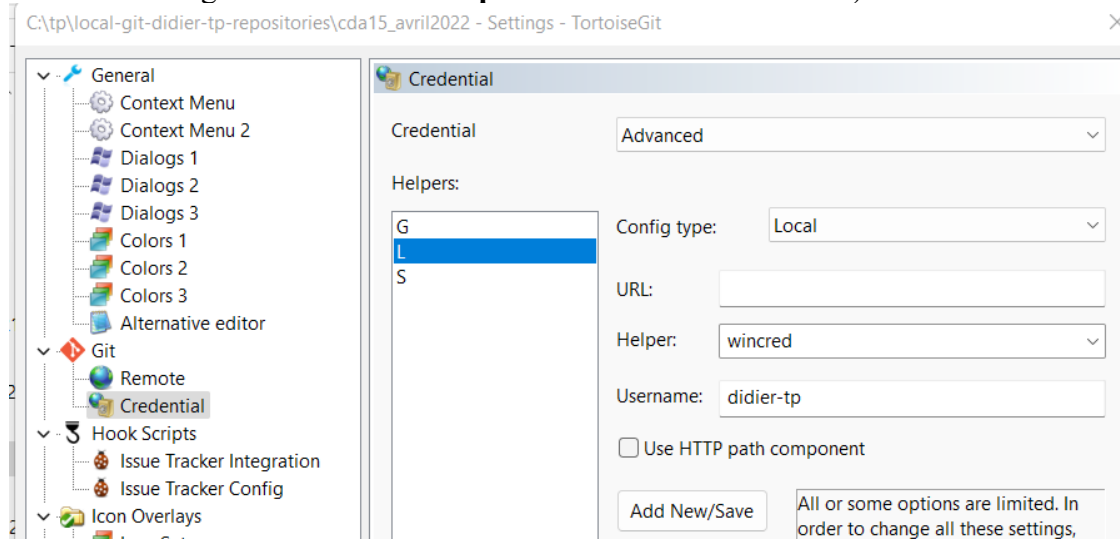 C:\tp\local-git-didier-tp-repositories\cda15_avril2022 - Settings - TortoiseGit
General
Context Menu
Context Menu 2
Dialogs 1
Dialogs 2
Dialogs 3
Colors 1
Colors 2
Colors 3
Alternative editor
Git
Remote
Credential
Hook Scripts
Issue Tracker Integration
Issue Tracker Config
Icon Overlays
Credential
Credential
Advanced
Helpers:
G
L
S
Config type:
Local
URL:
Helper:
wincred
Username:
didier-tp
Use HTTP path component
Add New/Save
All or some options are limited. In
order to change all these settings,